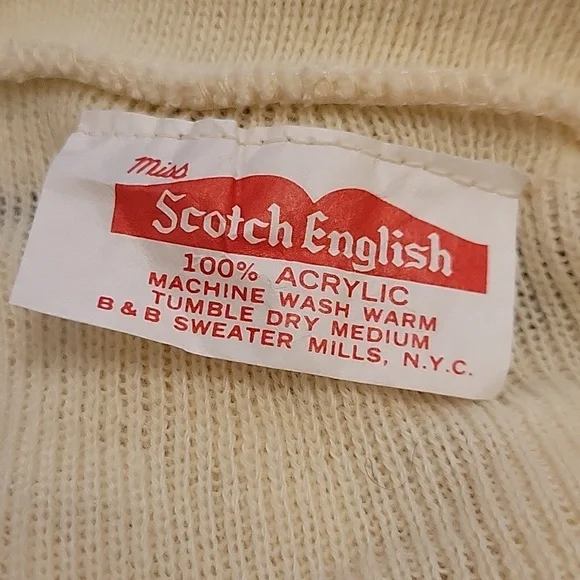 Miss
Scotch English
100% ACRYLIC
MACHINE WASH WARM
TUMBLE DRY MEDIUM
B & B SWEATER MILLS, N.Y.C.